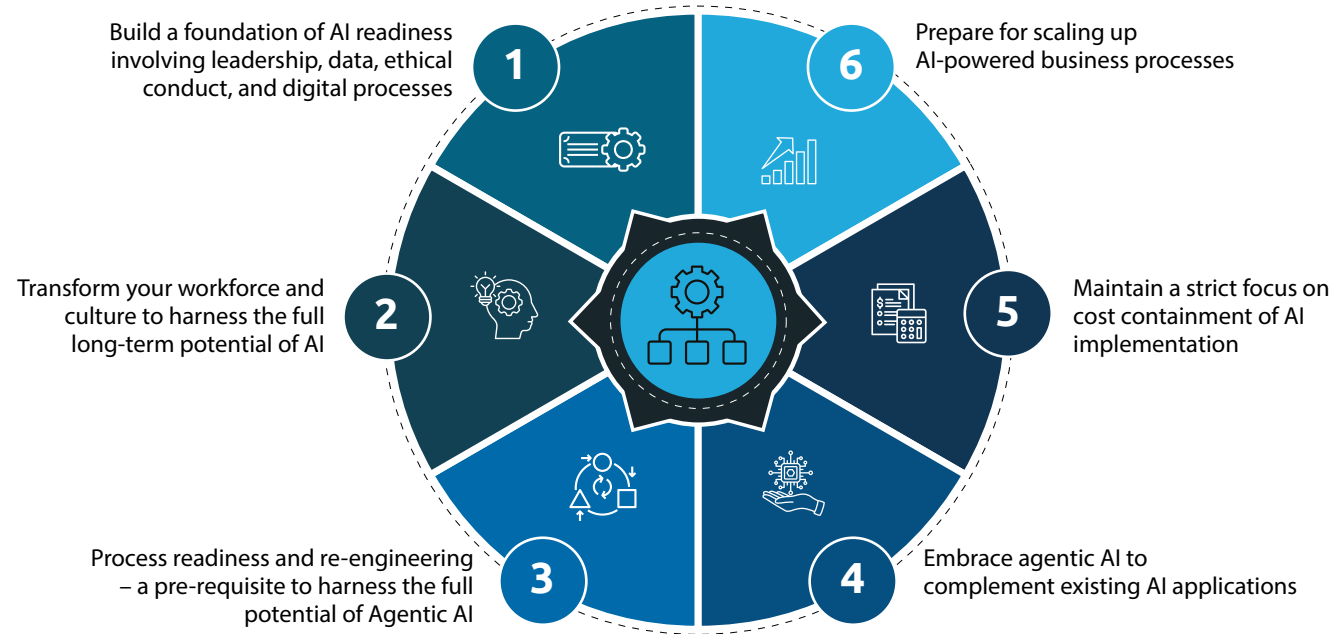 1
Build a foundation of AI readiness
involving leadership, data, ethical
conduct, and digital processes
2
Transform your workforce and
culture to harness the full
long-term potential of AI
3
Process readiness and re-engineering
– a pre-requisite to harness the full
potential of Agentic AI
4
Embrace agentic AI to
complement existing AI applications
5
Maintain a strict focus on
cost containment of AI
implementation
6
Prepare for scaling up
AI-powered business processes